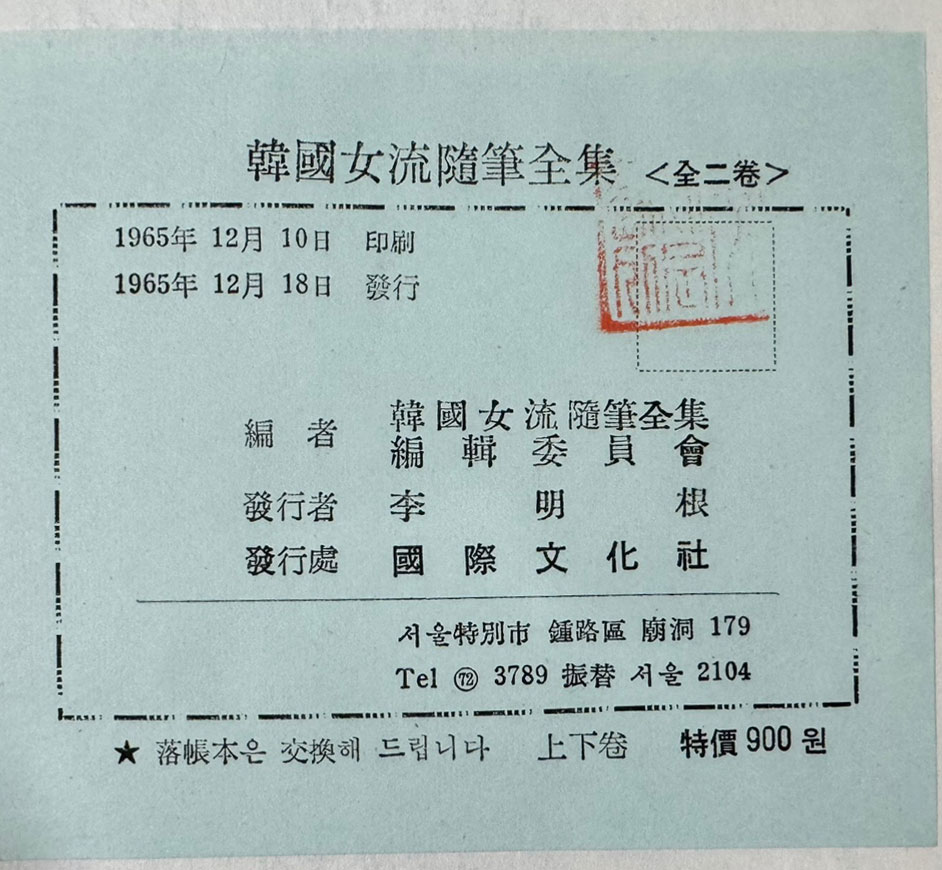 韓國女流隨筆全集 <全二卷>
1965年 12月 10日 印刷
1965年 12月 18日 發行
編者 韓國女流隨筆全集
編輯委員會
發行者 李明根
發行處 國際文化社
서울特別市 鍾路區 廟洞 179
Tel ㊆ 3789 振替 서울 2104
★ 落帳本은 交換해 드립니다 上下卷 特價 900 원